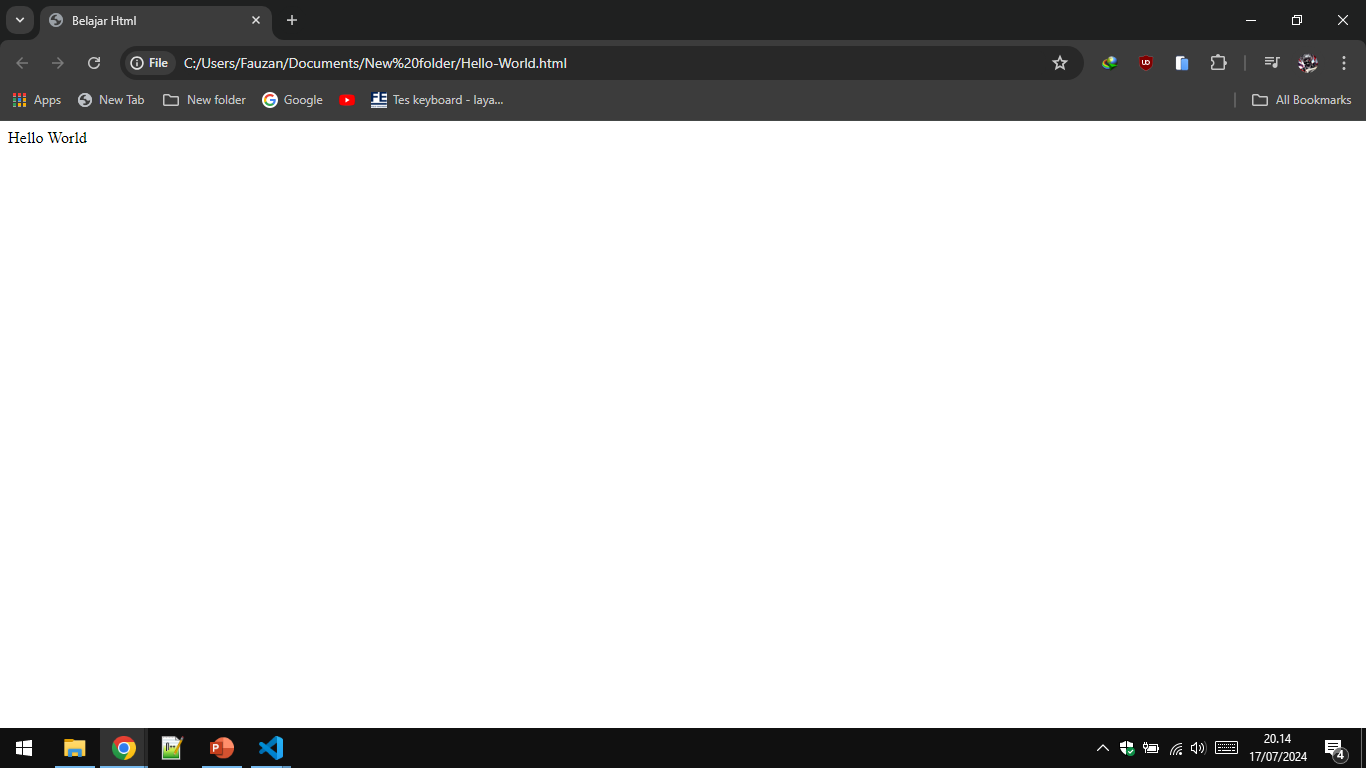 Belajar Html
File C:/Users/Fauzan/Documents/New%20folder/Hello-World.html
Apps New Tab New folder Google Tes keyboard - laya... All Bookmarks
Hello World
20.14
17/07/2024
4